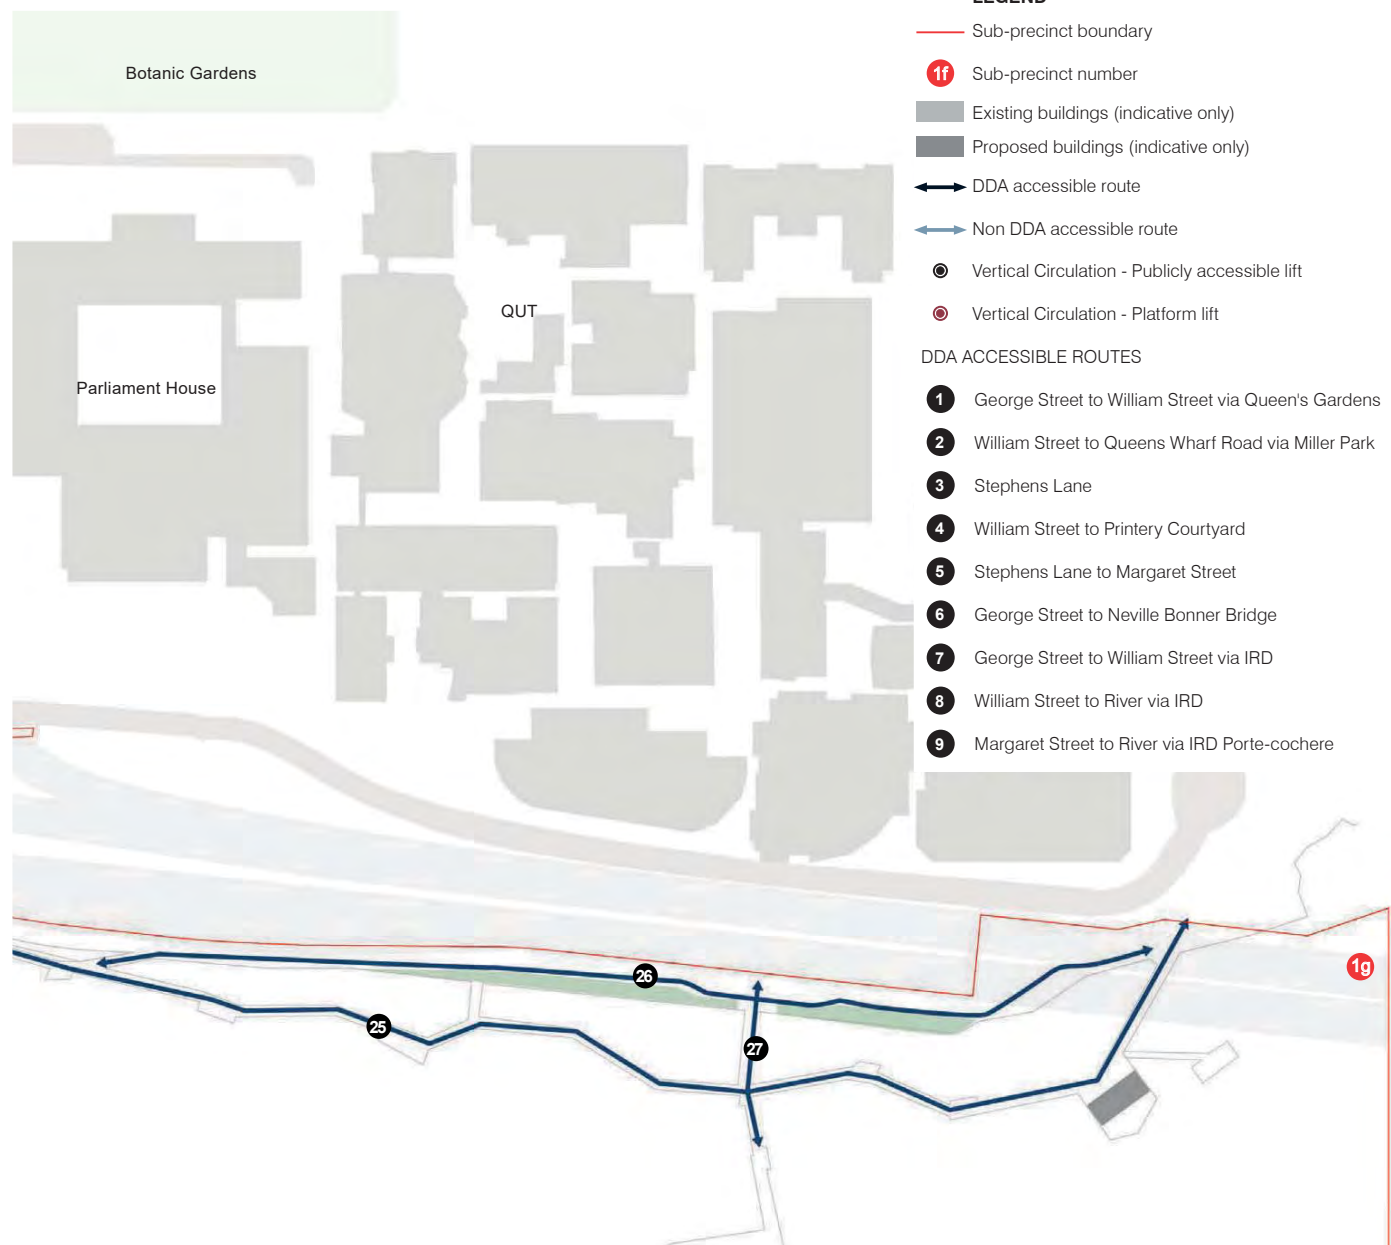 LEGEND
Sub-precinct boundary
1f Sub-precinct number
Existing buildings (indicative only)
Proposed buildings (indicative only)
DDA accessible route
Non DDA accessible route
Vertical Circulation - Publicly accessible lift
Vertical Circulation - Platform lift
DDA ACCESSIBLE ROUTES
1 George Street to William Street via Queen's Gardens
2 William Street to Queens Wharf Road via Miller Park
3 Stephens Lane
4 William Street to Printery Courtyard
5 Stephens Lane to Margaret Street
6 George Street to Neville Bonner Bridge
7 George Street to William Street via IRD
8 William Street to River via IRD
9 Margaret Street to River via IRD Porte-cochere
Botanic Gardens
QUT
Parliament House
26
1g
25
27